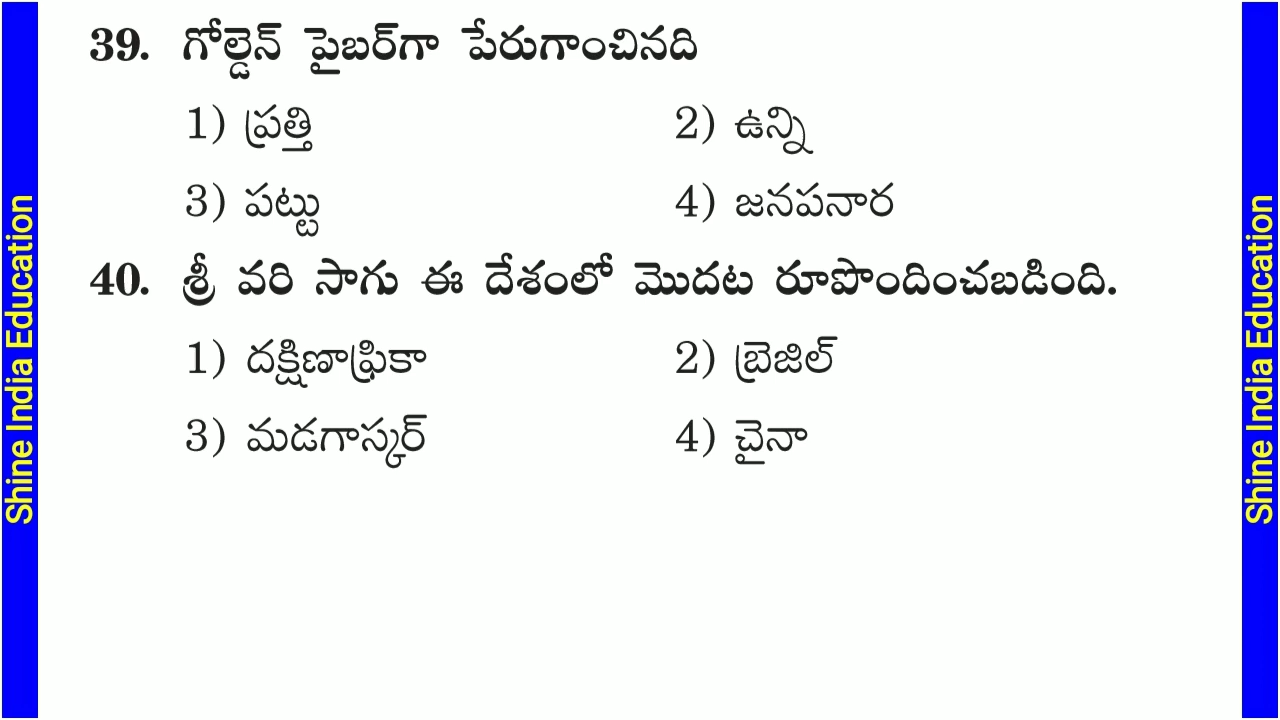 Shine India Education
39. గోల్డెన్ పైబర్‌గా పేరుగాంచినది
1) ప్రత్తి 2) ఉన్ని
3) పట్టు 4) జనపనార
40. శ్రీ వరి సాగు ఈ దేశంలో మొదట రూపొందించబడింది.
1) దక్షిణాఫ్రికా 2) బ్రెజిల్
3) మడగాస్కర్ 4) చైనా
Shine India Education